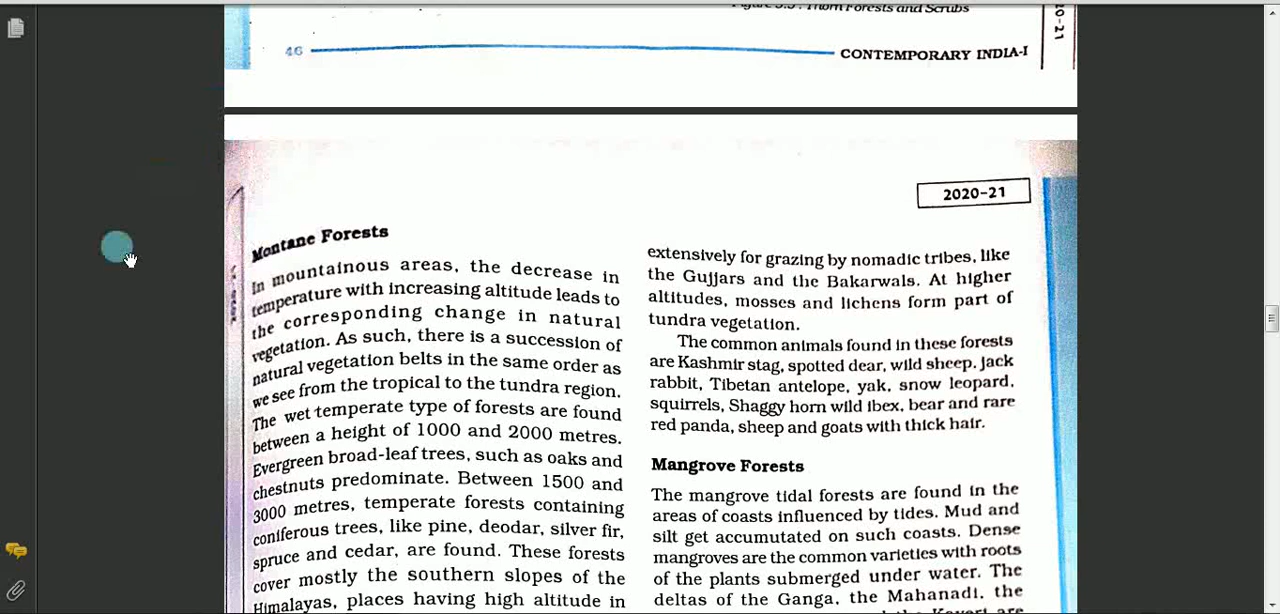 Figure 5.5 : Thorn Forests and Scrubs
20-21
46
CONTEMPORARY INDIA-I
2020-21
Montane Forests
In mountainous areas, the decrease in
temperature with increasing altitude leads to
the corresponding change in natural
vegetation. As such, there is a succession of
natural vegetation belts in the same order as
we see from the tropical to the tundra region.
The wet temperate type of forests are found
between a height of 1000 and 2000 metres.
Evergreen broad-leaf trees, such as oaks and
chestnuts predominate. Between 1500 and
3000 metres, temperate forests containing
coniferous trees, like pine, deodar, silver fir,
spruce and cedar, are found. These forests
cover mostly the southern slopes of the
Himalayas, places having high altitude in
extensively for grazing by nomadic tribes, like
the Gujjars and the Bakarwals. At higher
altitudes, mosses and lichens form part of
tundra vegetation.
The common animals found in these forests
are Kashmir stag, spotted dear, wild sheep, Jack
rabbit, Tibetan antelope, yak, snow leopard,
squirrels, Shaggy horn wild ibex, bear and rare
red panda, sheep and goats with thick hair.
Mangrove Forests
The mangrove tidal forests are found in the
areas of coasts influenced by tides. Mud and
silt get accumutated on such coasts. Dense
mangroves are the common varieties with roots
of the plants submerged under water. The
deltas of the Ganga, the Mahanadi, the